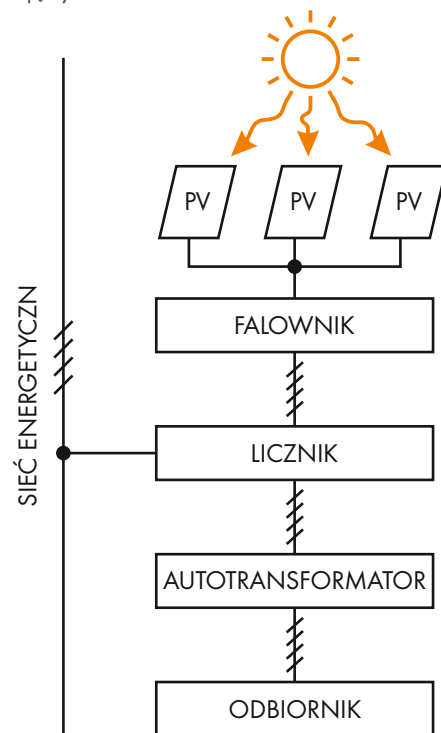 PV PV PV
FALOWNIK
SIEĆ ENERGETYCZN
LICZNIK
AUTOTRANSFORMATOR
ODBIORNIK